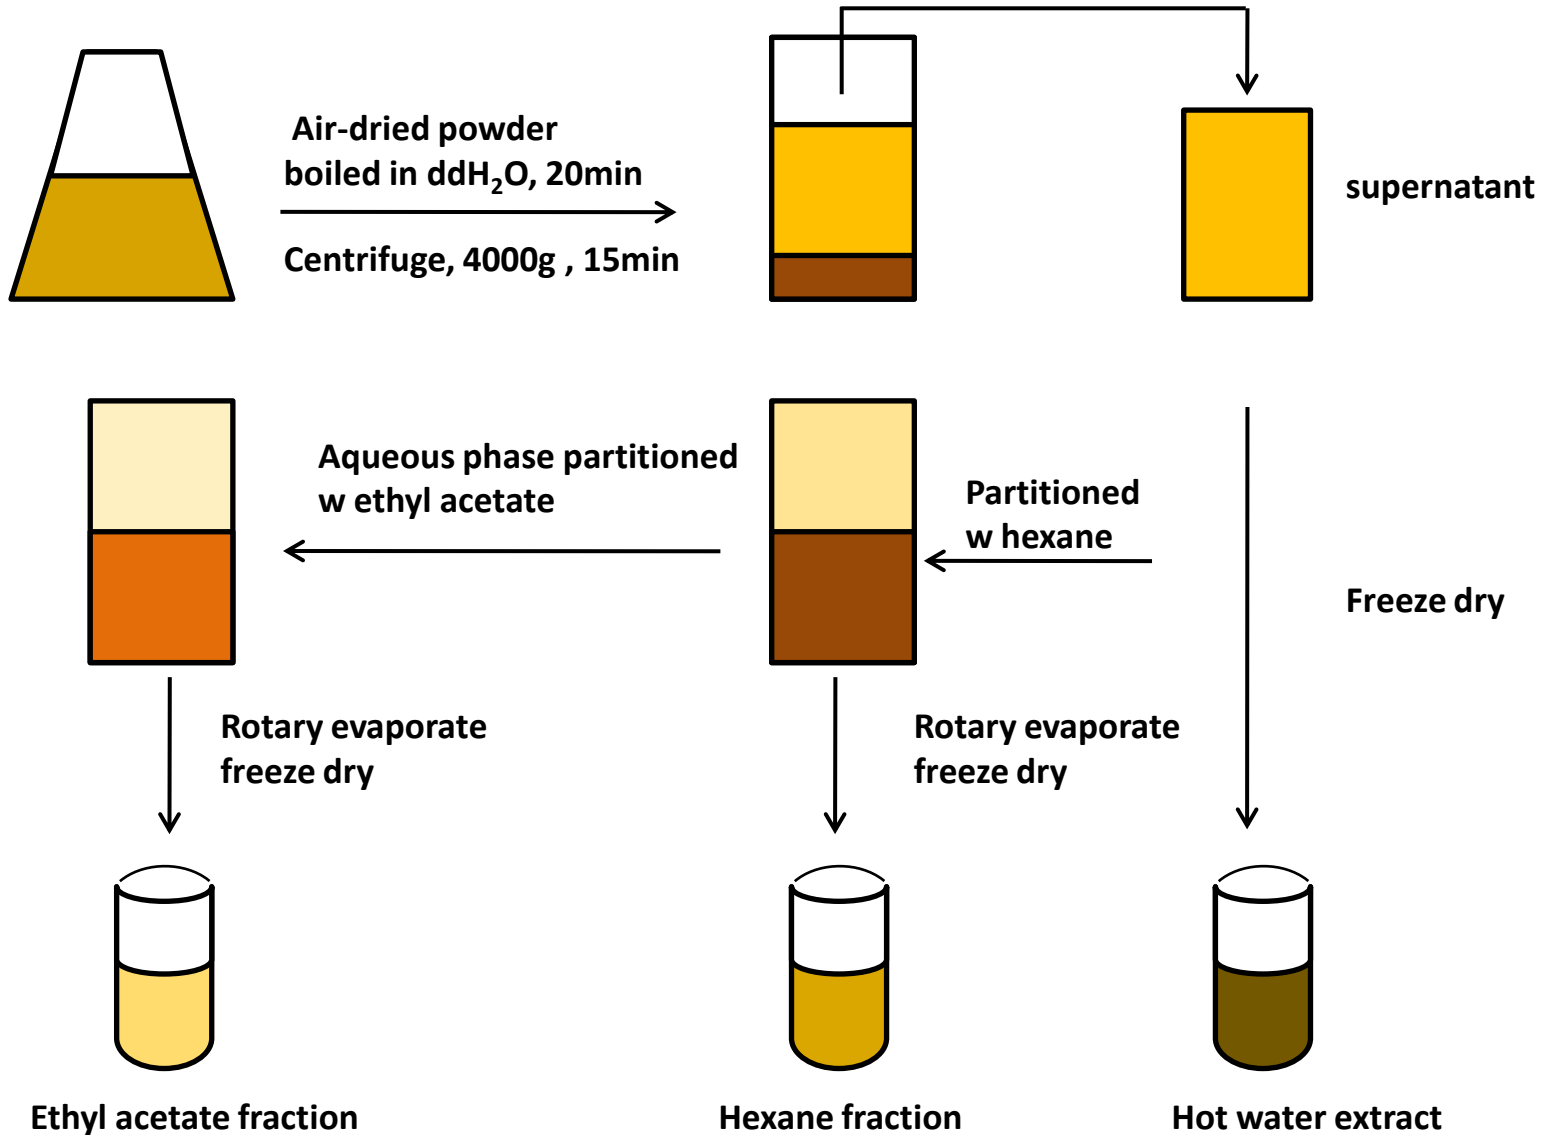 Air-dried powder
boiled in ddH₂O, 20min
Centrifuge, 4000g , 15min
supernatant
Aqueous phase partitioned
w ethyl acetate
Partitioned
w hexane
Freeze dry
Rotary evaporate
freeze dry
Rotary evaporate
freeze dry
Ethyl acetate fraction
Hexane fraction
Hot water extract